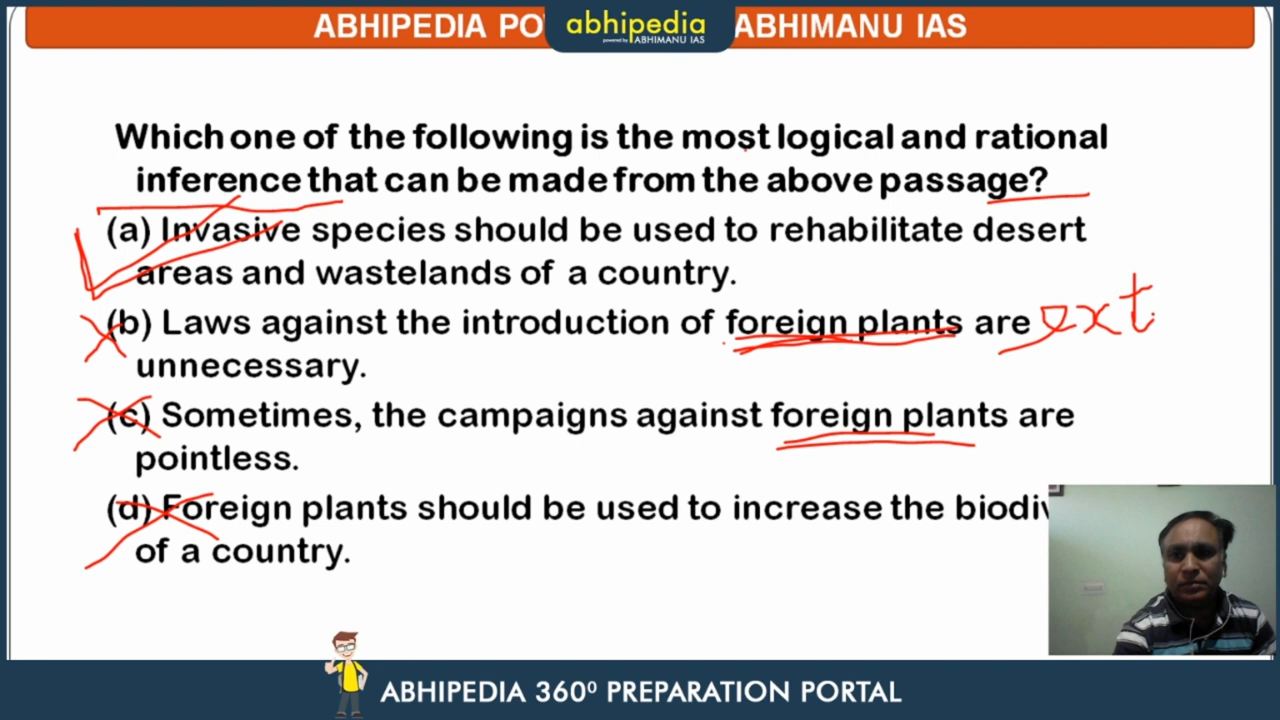 ABHIPEDIA PO abhipedia ABHIMANU IAS
powered by ABHIMANU IAS
Which one of the following is the most logical and rational
inference that can be made from the above passage?
(a) Invasive species should be used to rehabilitate desert
areas and wastelands of a country.
(b) Laws against the introduction of foreign plants are ext
unnecessary.
(c) Sometimes, the campaigns against foreign plants are
pointless.
(d) Foreign plants should be used to increase the biodiv
of a country.
ABHIPEDIA 360⁰ PREPARATION PORTAL